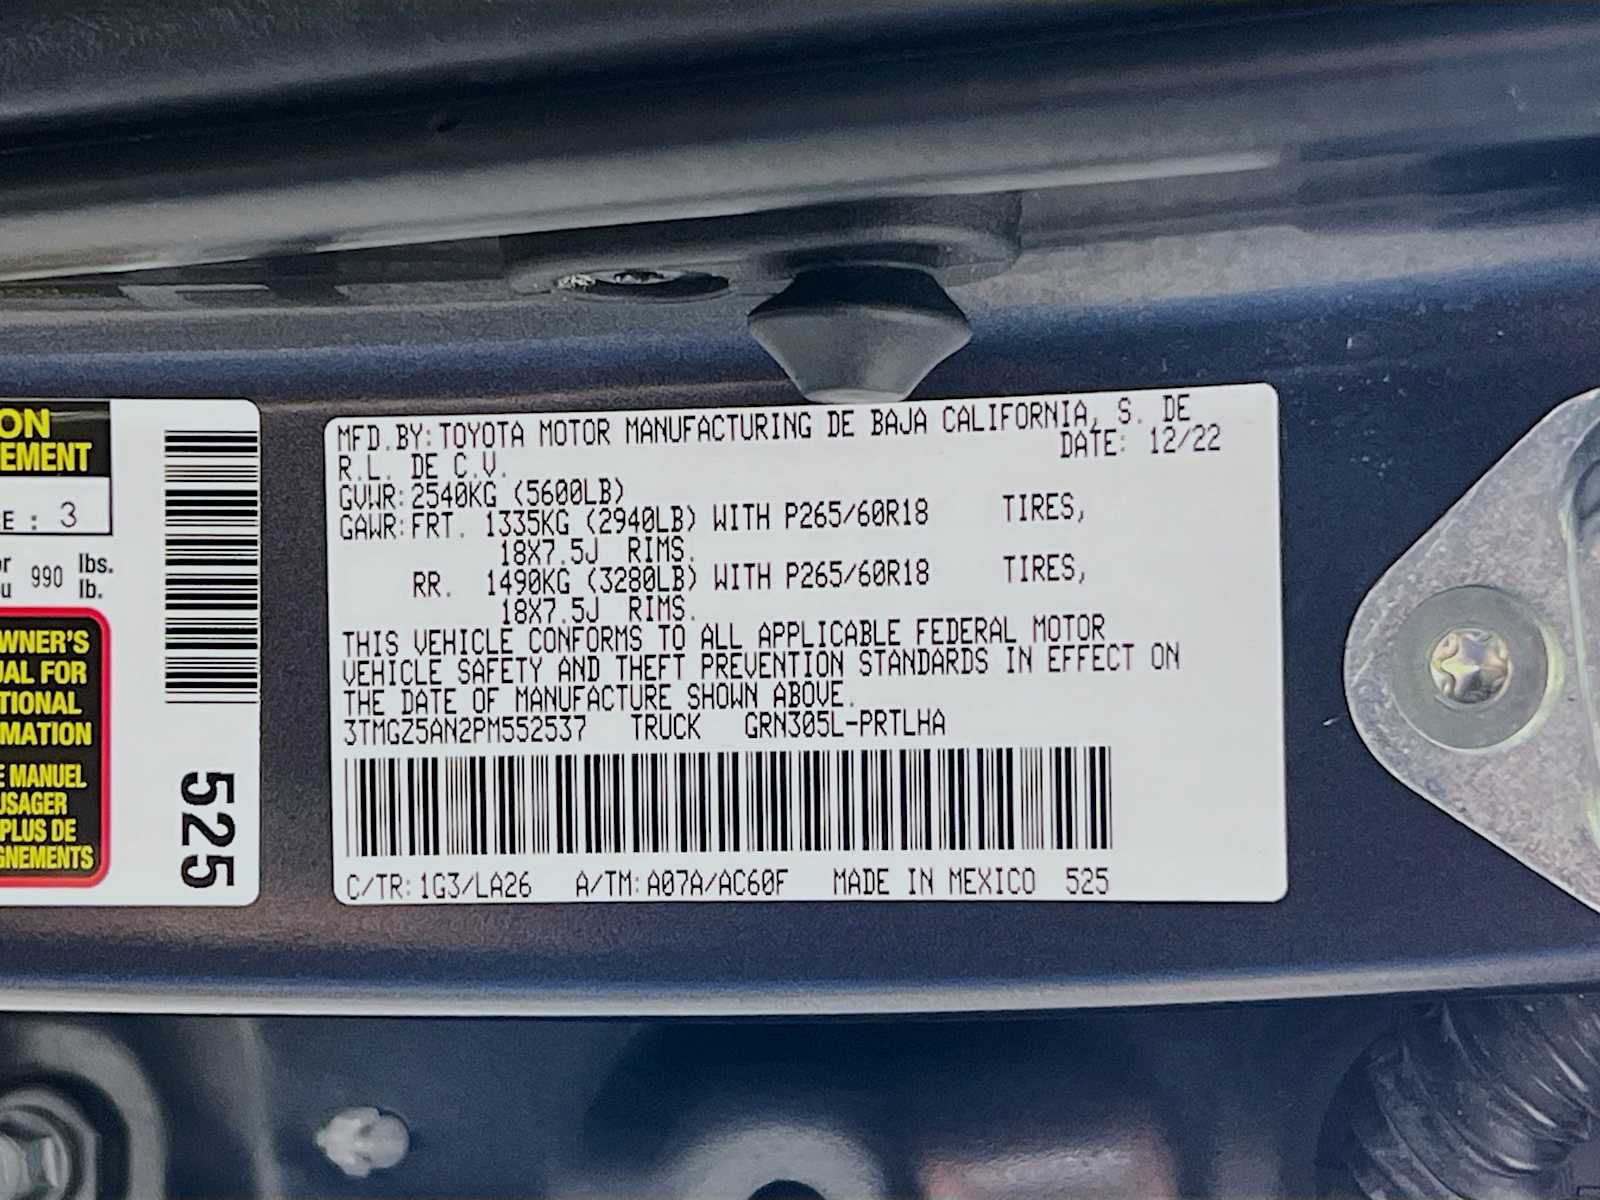 ON
EMENT
E : 3
or 990 lbs.
u lb.
WNER'S
UAL FOR
TIONAL
RMATION
E MANUEL
USAGER
PLUS DE
GNEMENTS
525
MFD.BY:TOYOTA MOTOR MANUFACTURING DE BAJA CALIFORNIA, S. DE
R.L. DE C.V. DATE: 12/22
GVWR:2540KG (5600LB)
GAWR:FRT. 1335KG (2940LB) WITH P265/60R18 TIRES,
18X7.5J RIMS.
RR. 1490KG (3280LB) WITH P265/60R18 TIRES,
18X7.5J RIMS.
THIS VEHICLE CONFORMS TO ALL APPLICABLE FEDERAL MOTOR
VEHICLE SAFETY AND THEFT PREVENTION STANDARDS IN EFFECT ON
THE DATE OF MANUFACTURE SHOWN ABOVE.
3TMGZ5AN2PM552537 TRUCK GRN305L-PRTLHA
C/TR:1G3/LA26 A/TM:A07A/AC60F MADE IN MEXICO 525